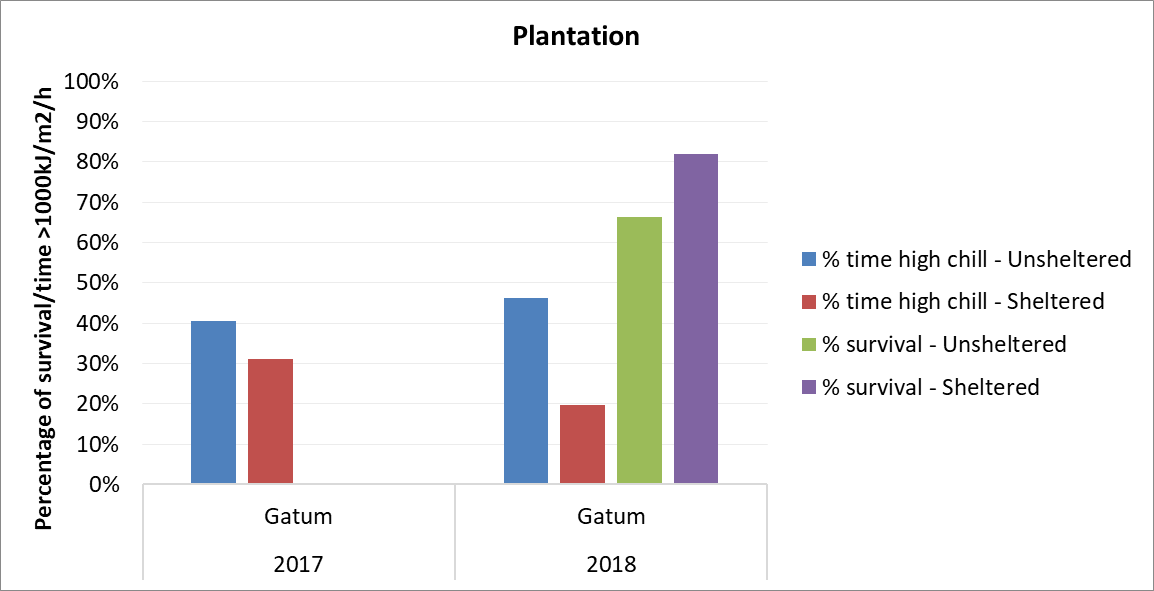 Plantation
Percentage of survival/time >1000kJ/m2/h
100%
90%
80%
70%
60%
50%
40%
30%
20%
10%
0%
Gatum
Gatum
2017
2018
% time high chill - Unsheltered
% time high chill - Sheltered
% survival - Unsheltered
% survival - Sheltered